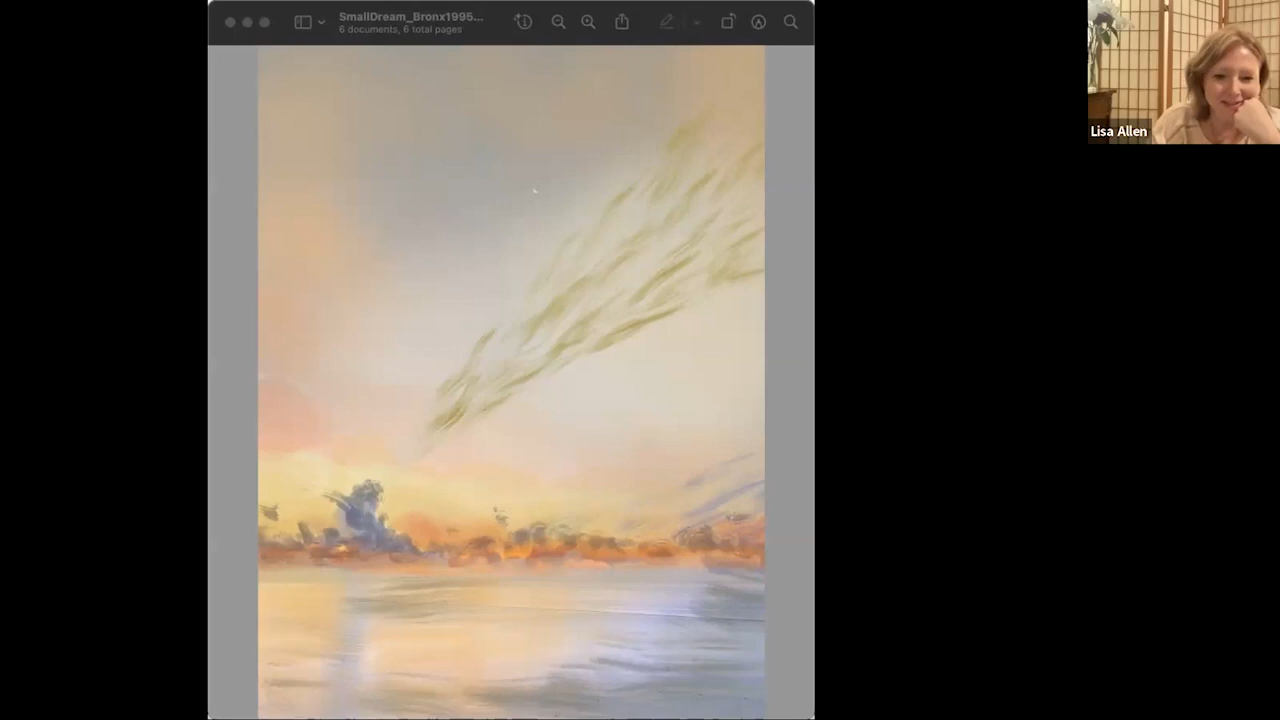 SmallDream_Bronx1995...
6 documents, 6 total pages
Lisa Allen